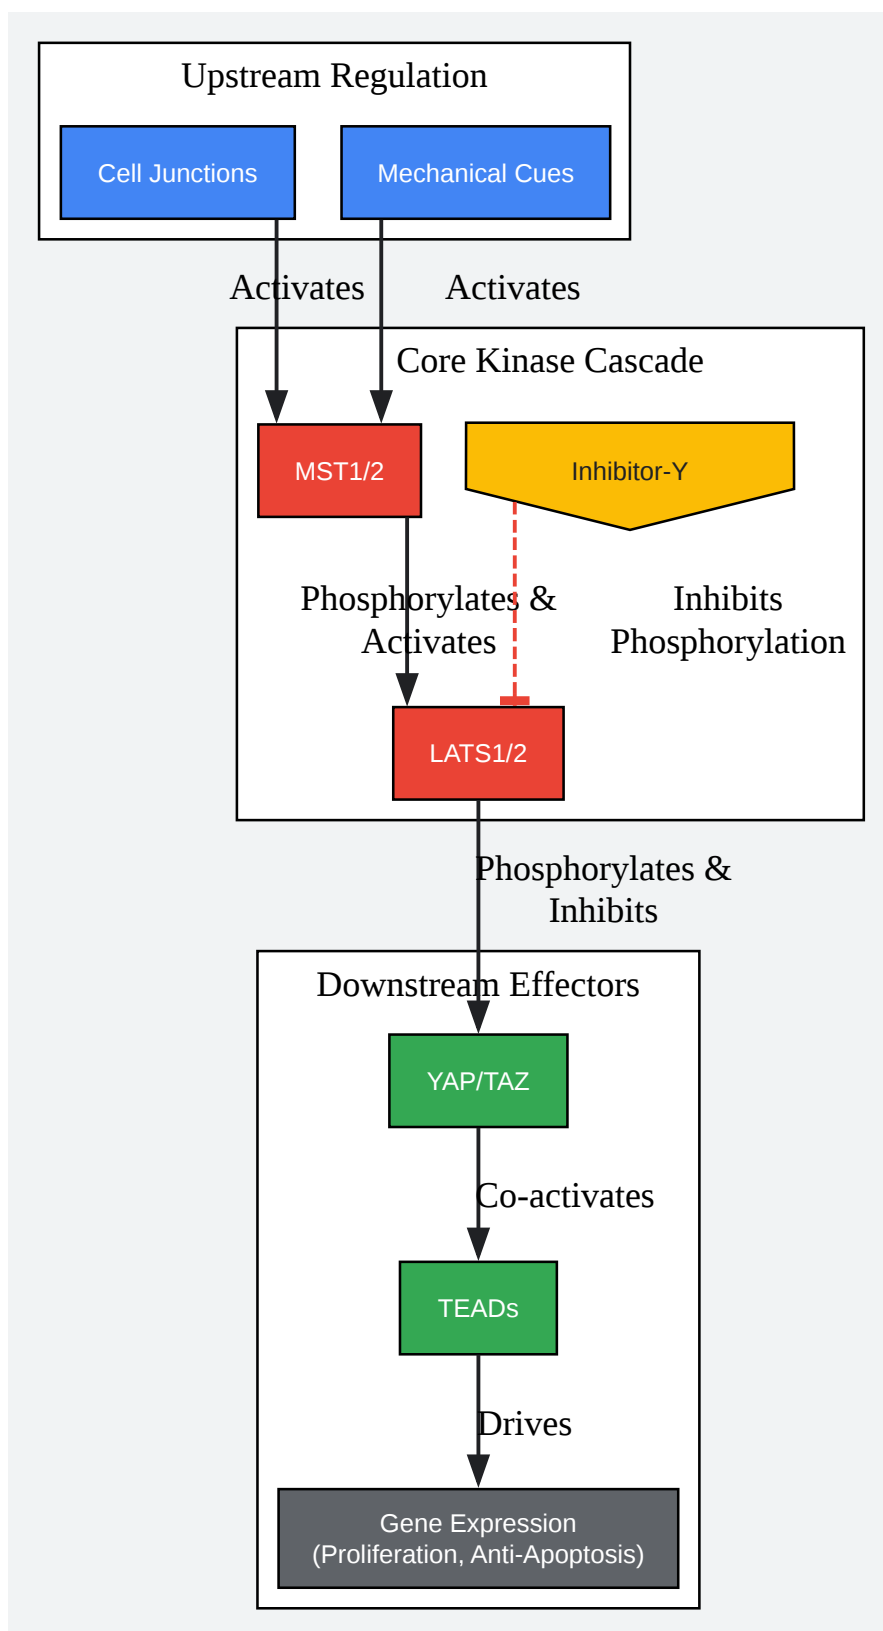 Upstream Regulation
Cell Junctions
Mechanical Cues
Activates
Activates
Core Kinase Cascade
MST1/2
Inhibitor-Y
Phosphorylates &
Activates
Inhibits
Phosphorylation
LATS1/2
Phosphorylates &
Inhibits
Downstream Effectors
YAP/TAZ
Co-activates
TEADs
Drives
Gene Expression
(Proliferation, Anti-Apoptosis)